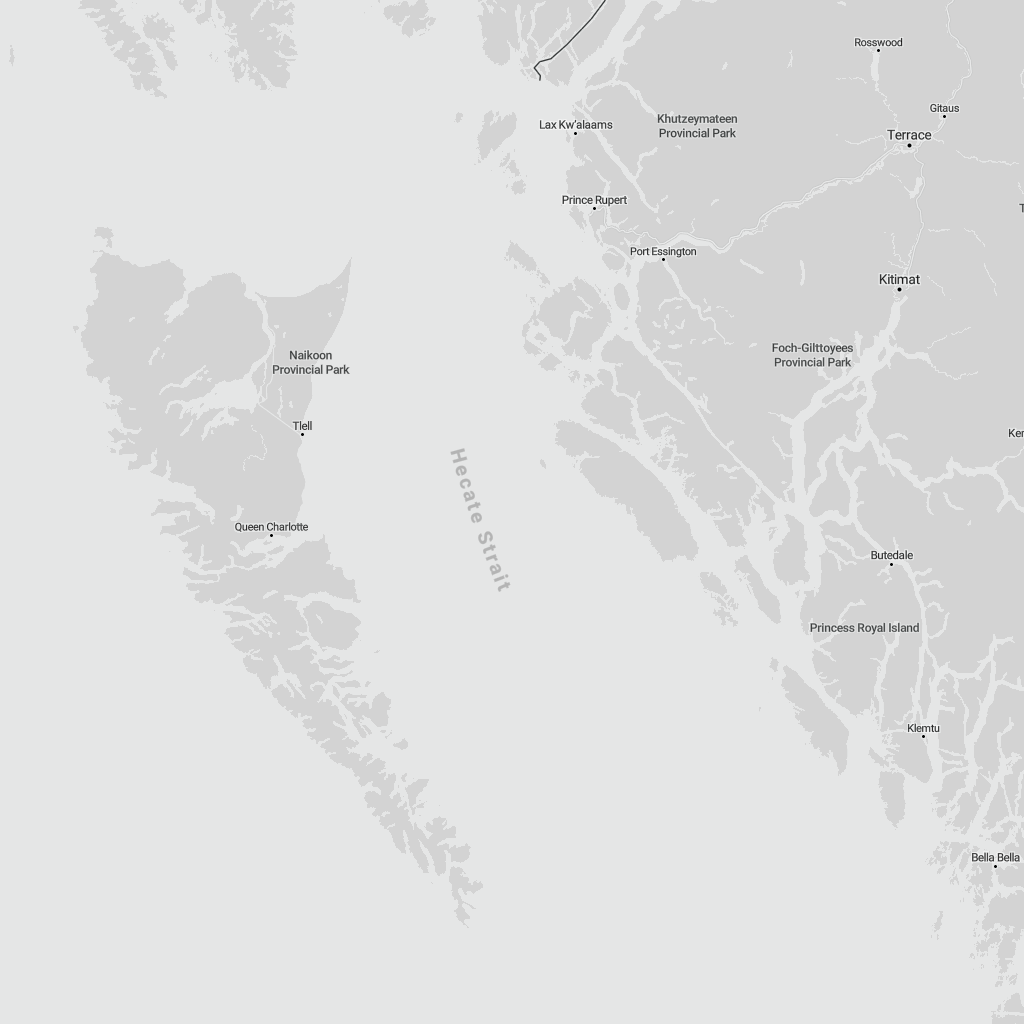 Rosswood
Gitaus
Khutzeymateen
Provincial Park
Lax Kw'alaams
Terrace
Prince Rupert
Port Essington
Kitimat
Naikoon
Provincial Park
Foch-Gilttoyees
Provincial Park
Tlell
Ker
Hecate Strait
Queen Charlotte
Butedale
Princess Royal Island
Klemtu
Bella Bella